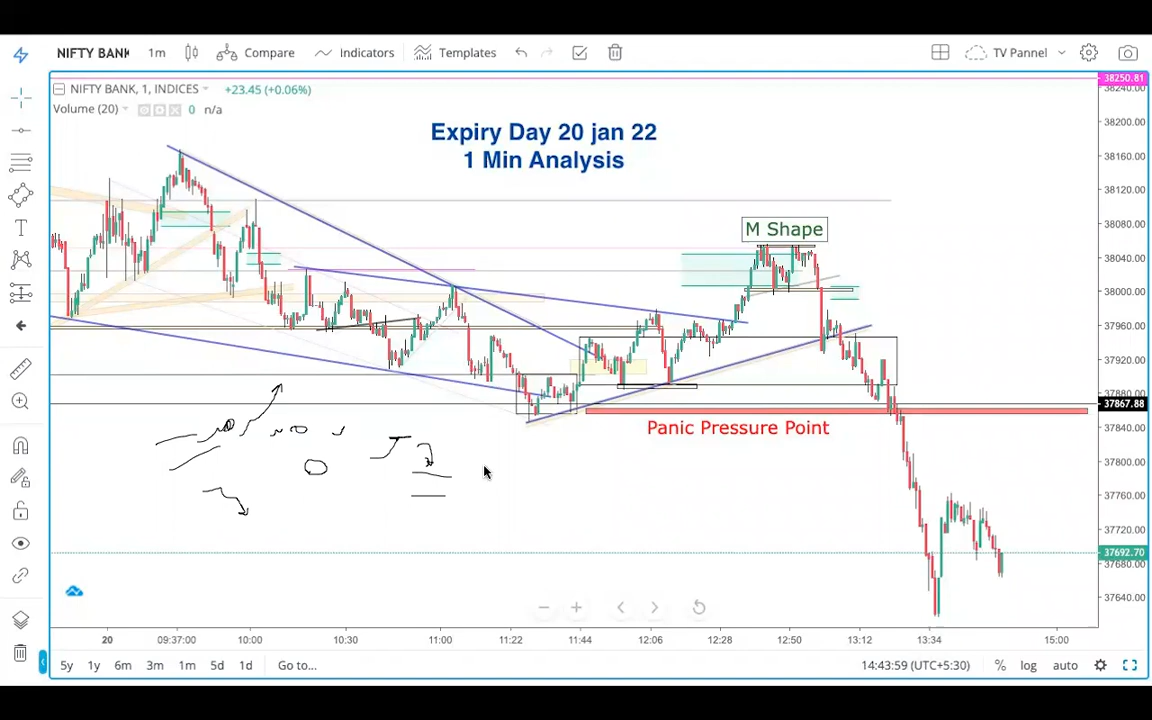 NIFTY BANK 1m Compare Indicators Templates TV Pannel
NIFTY BANK, 1, INDICES +23.45 (+0.06%)
Volume (20) 0 n/a
Expiry Day 20 jan 22
1 Min Analysis
M Shape
Panic Pressure Point
38250.81
38240.00
38200.00
38160.00
38120.00
38080.00
38040.00
38000.00
37960.00
37920.00
37880.00
37867.88
37840.00
37800.00
37760.00
37720.00
37692.70
37680.00
37640.00
20 09:37:00 10:00 10:30 11:00 11:22 11:44 12:06 12:28 12:50 13:12 13:34 15:00
5y 1y 6m 3m 1m 5d 1d Go to... 14:43:59 (UTC+5:30) % log auto